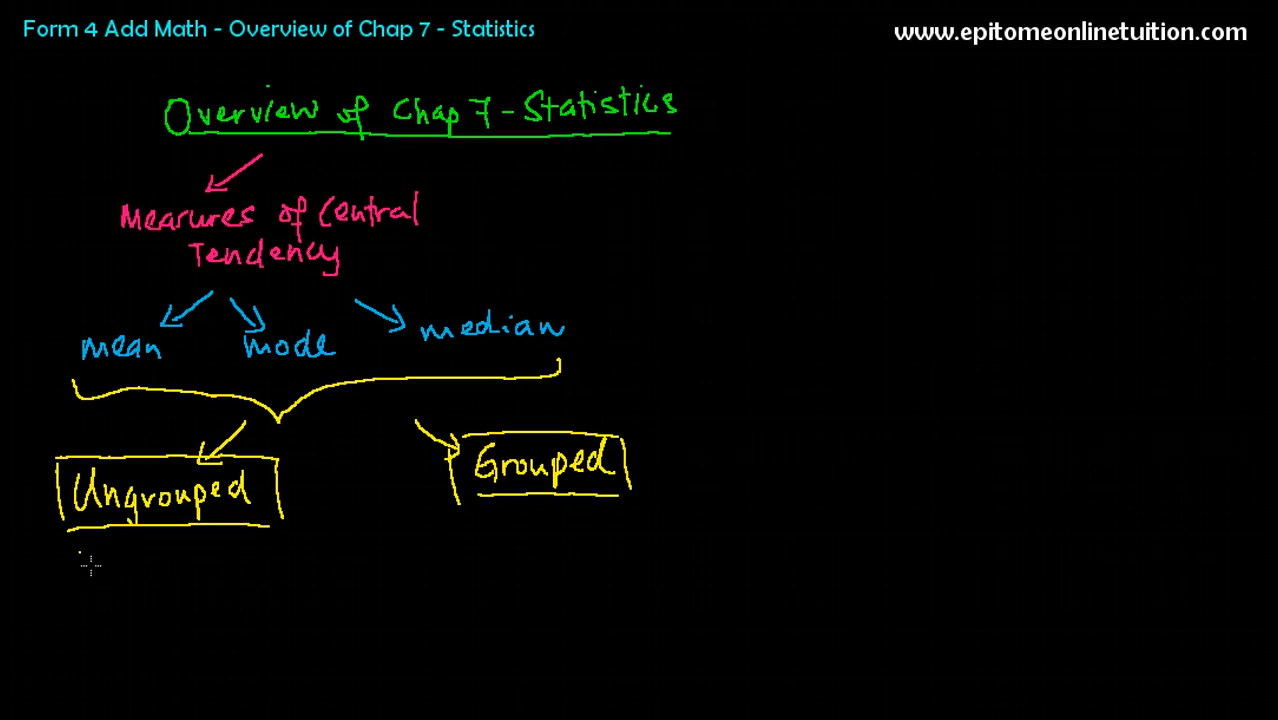 Form 4 Add Math - Overview of Chap 7 - Statistics
www.epitomeonlinetuition.com
Overview of Chap 7 - Statistics
Measures of Central
Tendency
mean mode median
Ungrouped Grouped